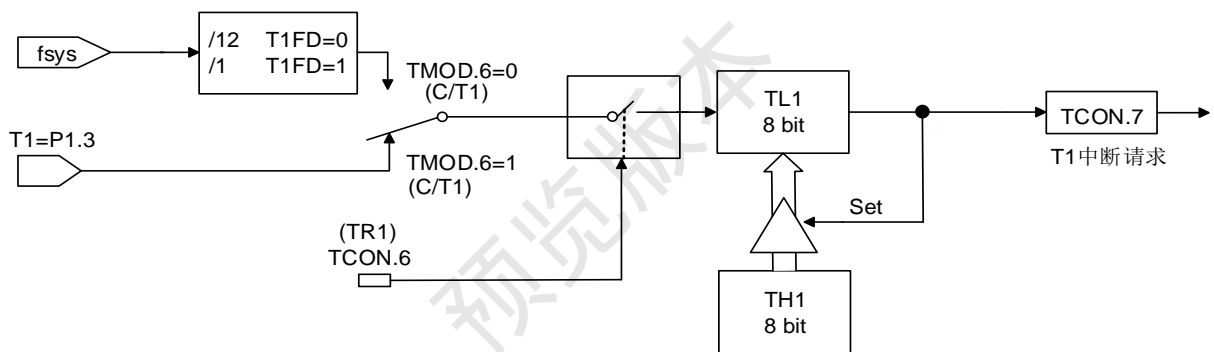 fsys
/12 T1FD=0
/1 T1FD=1
TMOD.6=0
(C/T1)
T1=P1.3
TMOD.6=1
(C/T1)
(TR1)
TCON.6
TL1
8 bit
Set
TH1
8 bit
TCON.7
T1中断请求
预览版本